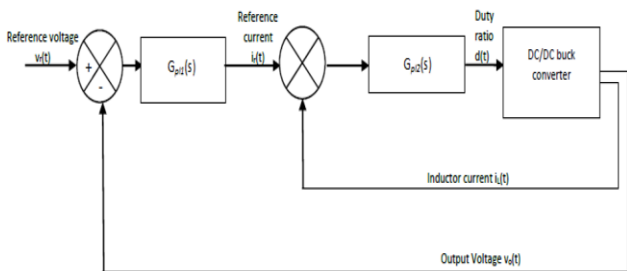 Reference voltage
vr(t)
+
-
Gpi1(s)
Reference
current
ir(t)
Gpi2(s)
Duty
ratio
d(t)
DC/DC buck
converter
Inductor current iL(t)
Output Voltage vo(t)